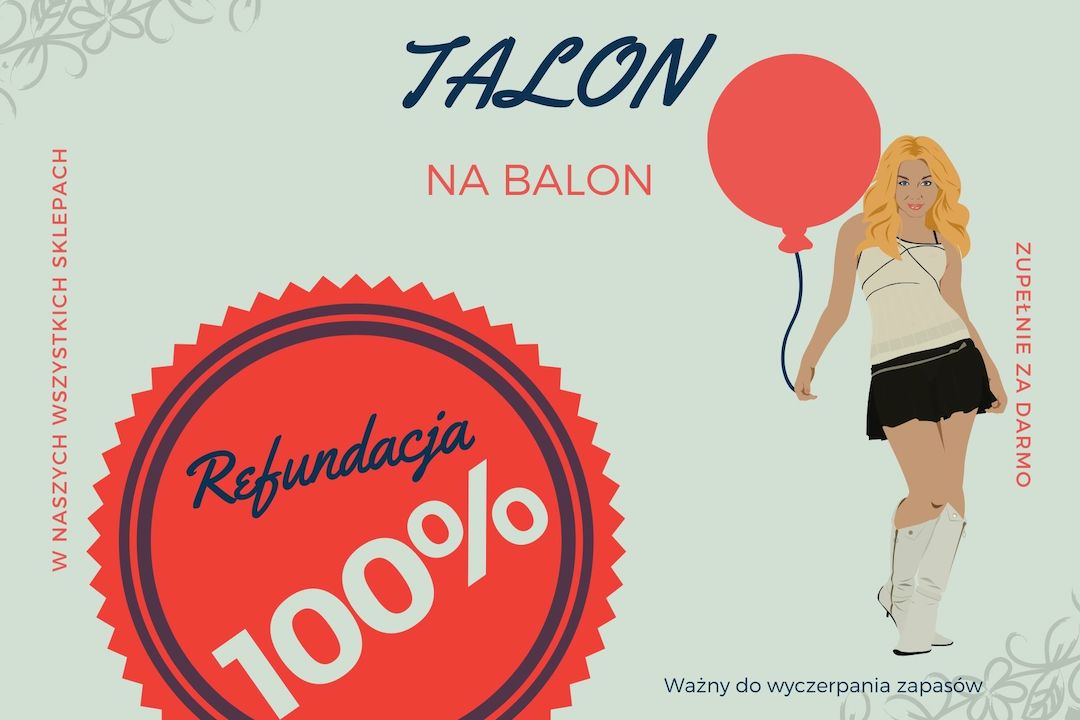 TALON
NA BALON
W NASZYCH WSZYSTKICH SKLEPACH
ZUPEŁNIE ZA DARMO
Refundacja
100%
Ważny do wyczerpania zapasów